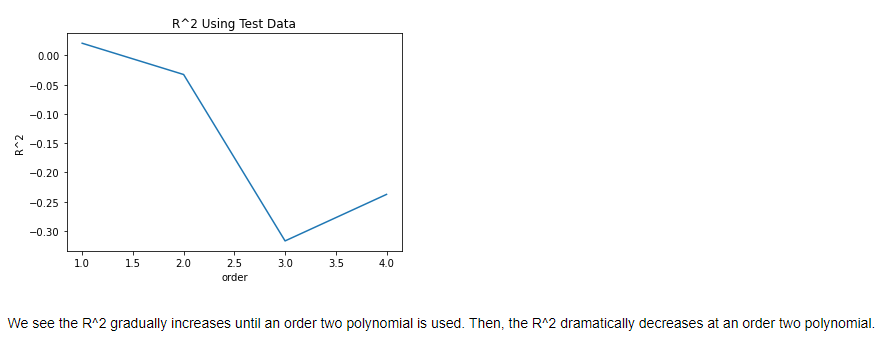 R^2 Using Test Data
0.00
−0.05
−0.10
−0.15
−0.20
−0.25
−0.30
R^2
1.0 1.5 2.0 2.5 3.0 3.5 4.0
order
We see the R^2 gradually increases until an order two polynomial is used. Then, the R^2 dramatically decreases at an order two polynomial.